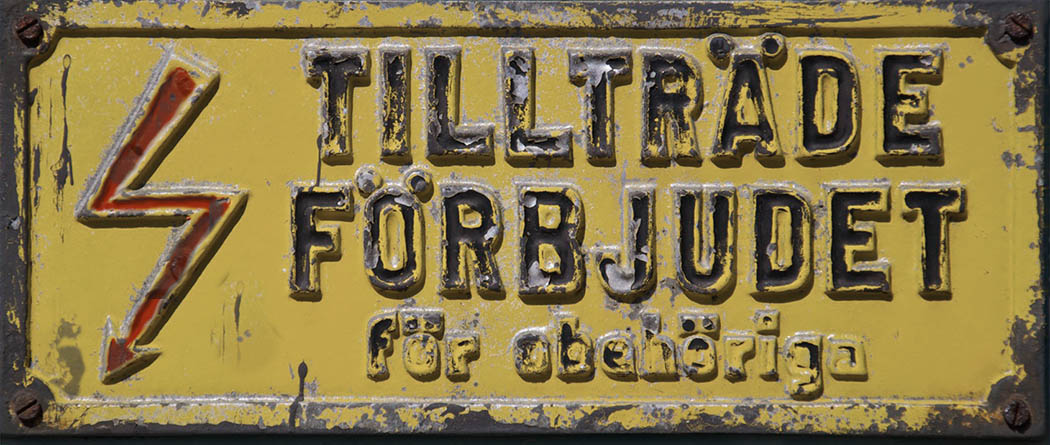 TILLTRÄDE
FÖRBJUDET
för obehöriga